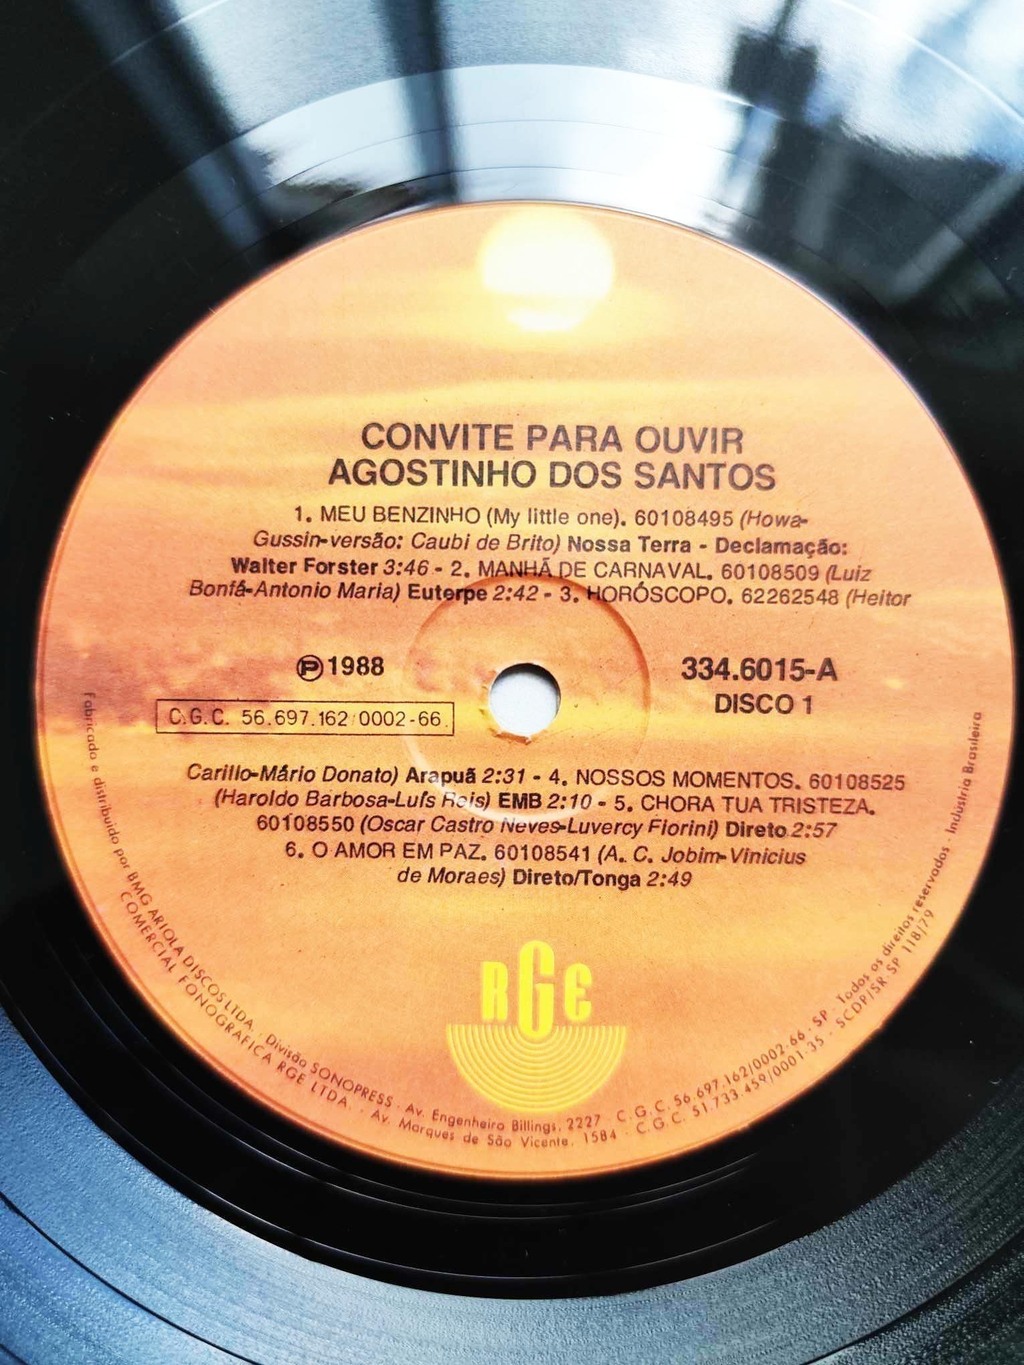 CONVITE PARA OUVIR
AGOSTINHO DOS SANTOS
1. MEU BENZINHO (My little one). 60108495 (Howa-
Gussin-versão: Caubi de Brito) Nossa Terra - Declamação:
Walter Forster 3:46 - 2. MANHÃ DE CARNAVAL. 60108509 (Luiz
Bonfá-Antonio Maria) Euterpe 2:42 - 3. HORÓSCOPO. 62262548 (Heitor
℗ 1988
334.6015-A
C.G.C. 56.697.162/0002-66.
DISCO 1
Carillo-Mário Donato) Arapuã 2:31 - 4. NOSSOS MOMENTOS. 60108525
(Haroldo Barbosa-Luís Reis) EMB 2:10 - 5. CHORA TUA TRISTEZA.
60108550 (Oscar Castro Neves-Luvercy Fiorini) Direto 2:57
6. O AMOR EM PAZ. 60108541 (A. C. Jobim-Vinicius
de Moraes) Direto/Tonga 2:49
RGE
Fabricado e distribuido por BMG ARIOLA DISCOS LTDA. - Divisão SONOPRESS - Av. Engenheiro Billings, 2227 - C.G.C. 56.697.162/0002-66 - SP - Todos os direitos reservados - Industria Brasileira
COMERCIAL FONOGRAFICA RGE LTDA. - Av. Marques de São Vicente, 1584 - C.G.C. 51.733.459/0001-35 - SCDP/SR-SP 118/79